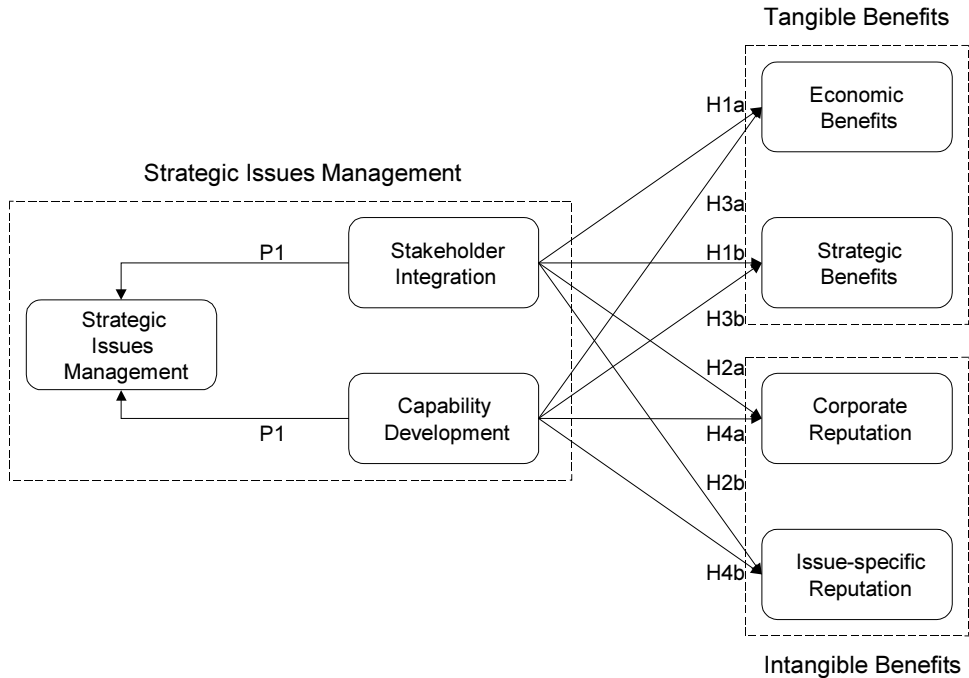 Tangible Benefits
H1a
Economic
Benefits
Strategic Issues Management
H3a
P1
Stakeholder
Integration
H1b
Strategic
Benefits
Strategic
Issues
Management
H3b
H2a
Capability
Development
Corporate
Reputation
P1
H4a
H2b
Issue-specific
Reputation
H4b
Intangible Benefits